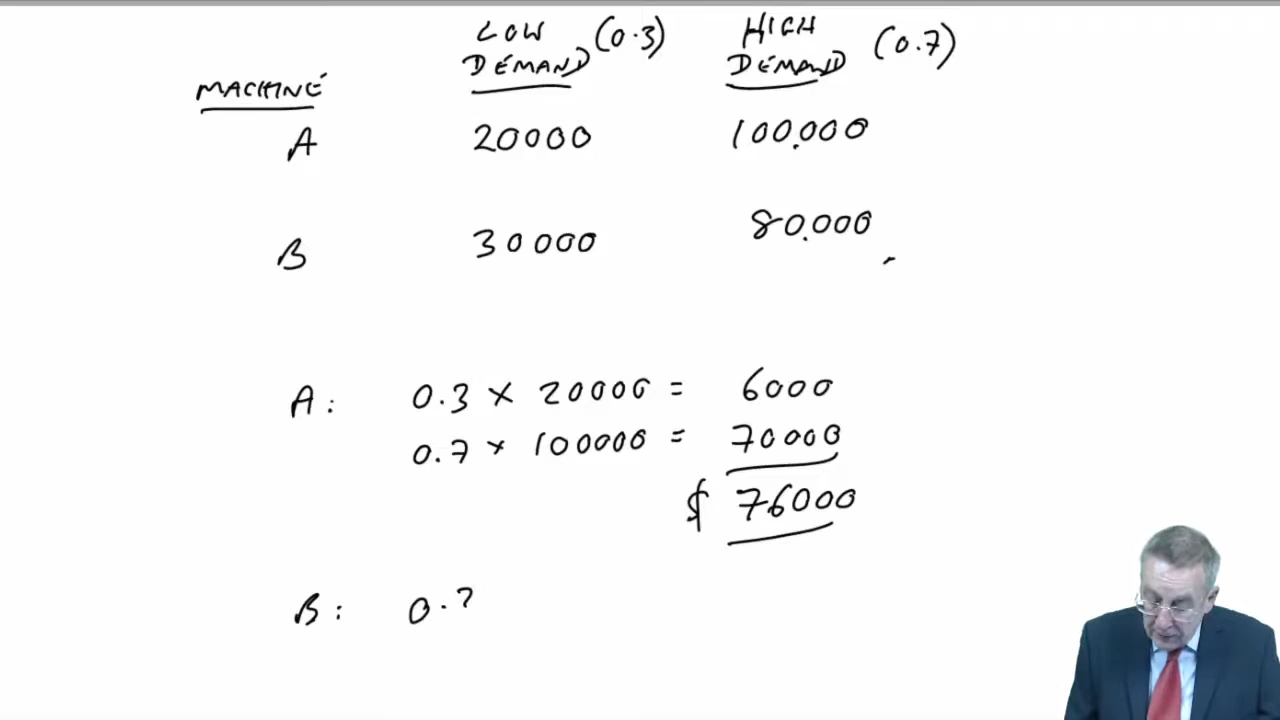 LOW (0.3) HIGH (0.7)
DEMAND DEMAND
MACHINE
A 20000 100,000
B 30000 80,000
A: 0.3 × 20000 = 6000
0.7 × 100000 = 70000
$ 76000
B: 0.